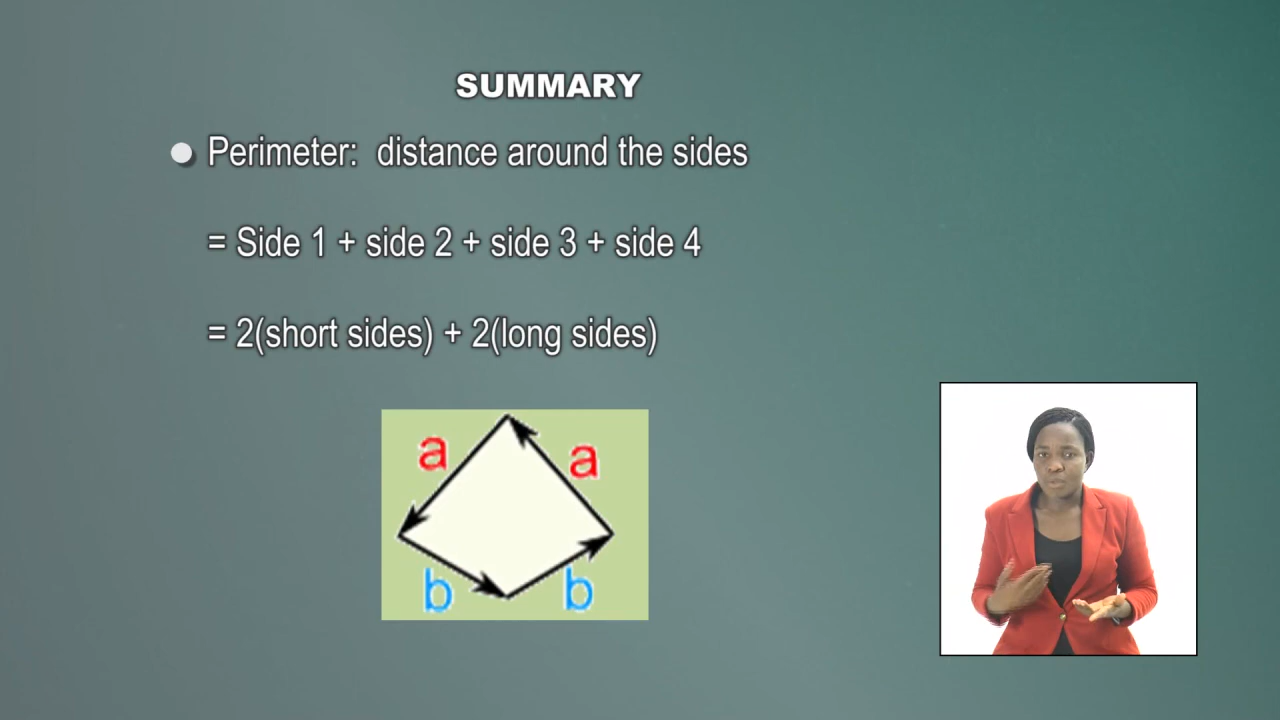 SUMMARY
Perimeter: distance around the sides
= Side 1 + side 2 + side 3 + side 4
= 2(short sides) + 2(long sides)
a
a
b
b